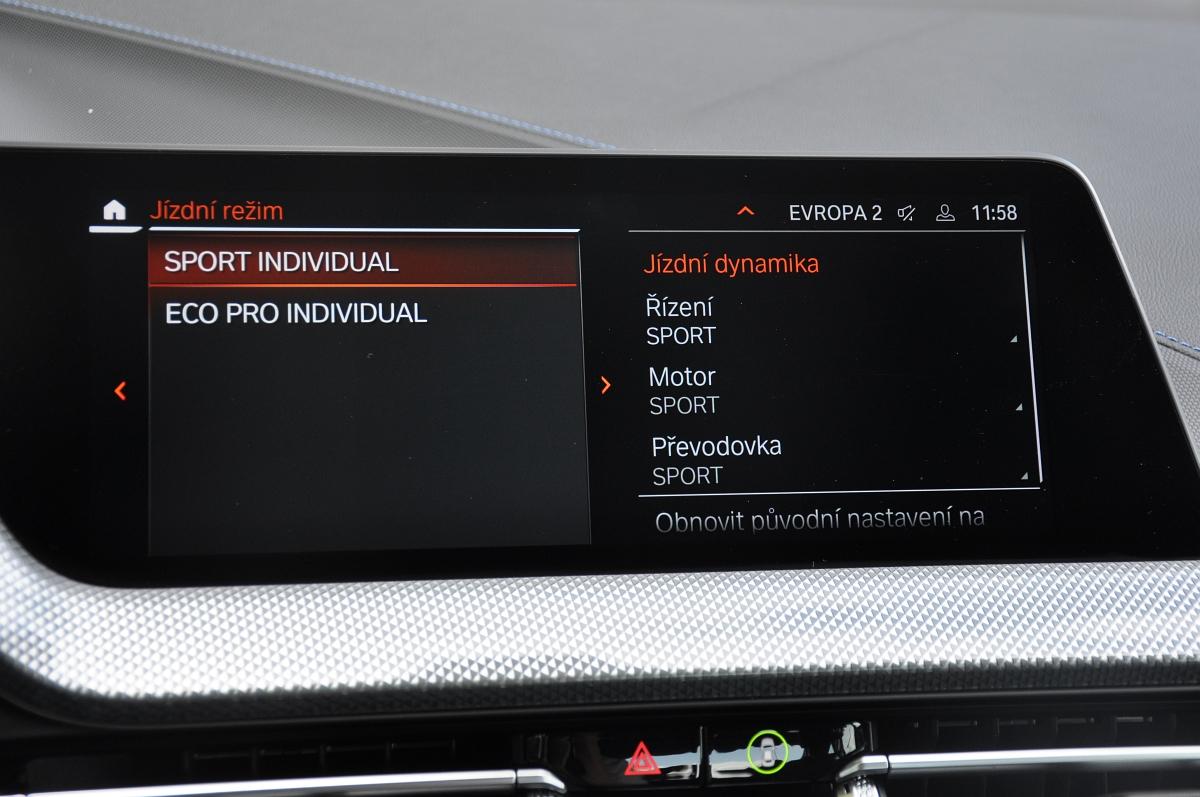 Jízdní režim
EVROPA 2 11:58
SPORT INDIVIDUAL
ECO PRO INDIVIDUAL
Jízdní dynamika
Řízení
SPORT
Motor
SPORT
Převodovka
SPORT
Obnovit původní nastavení na